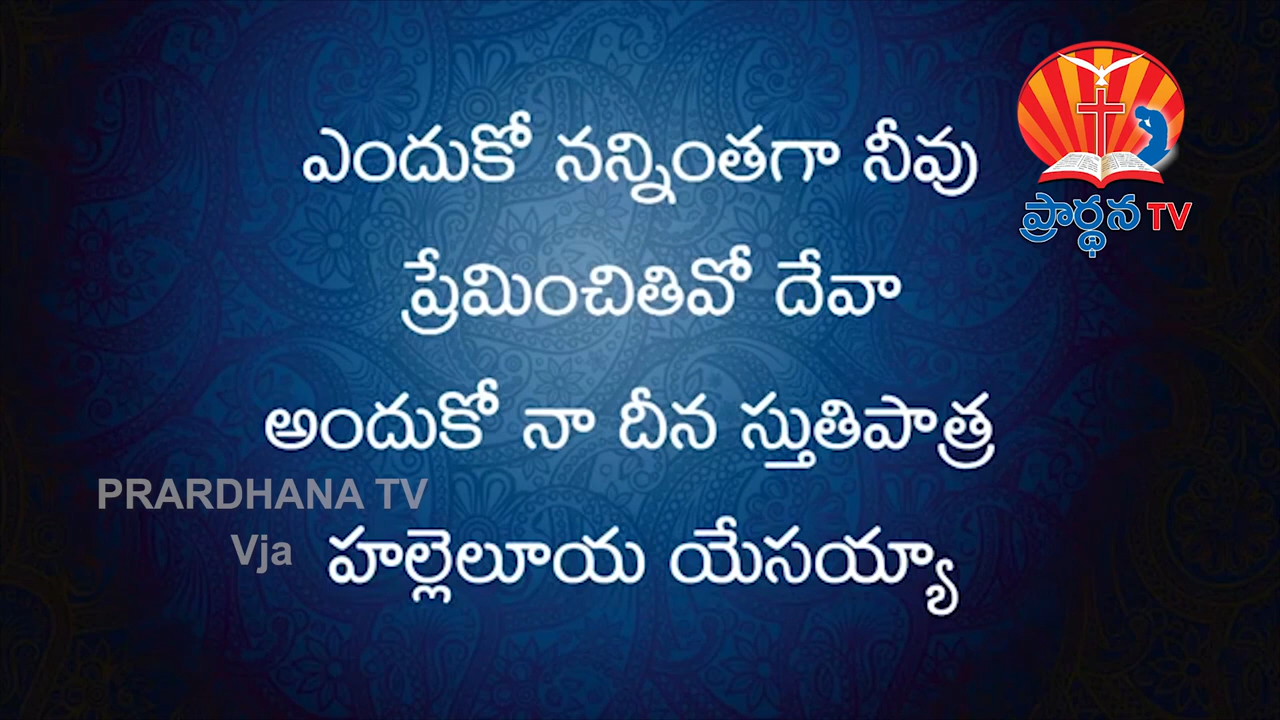 ఎందుకో నన్నింతగా నీవు
ప్రేమించితివో దేవా
అందుకో నా దీన స్తుతిపాత్ర
హల్లెలూయ యేసయ్యా
ప్రార్థన TV
PRARDHANA TV
Vja